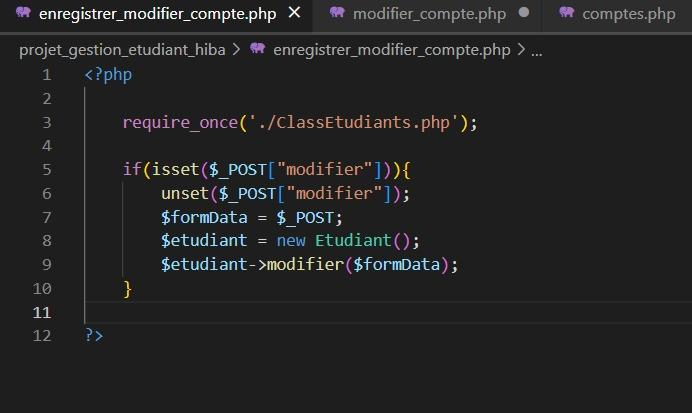 enregistrer_modifier_compte.php × modifier_compte.php ● comptes.php
projet_gestion_etudiant_hiba > enregistrer_modifier_compte.php > ...
1 <?php
2
3 require_once('./ClassEtudiants.php');
4
5 if(isset($_POST["modifier"])){
6 unset($_POST["modifier"]);
7 $formData = $_POST;
8 $etudiant = new Etudiant();
9 $etudiant->modifier($formData);
10 }
11
12 ?>